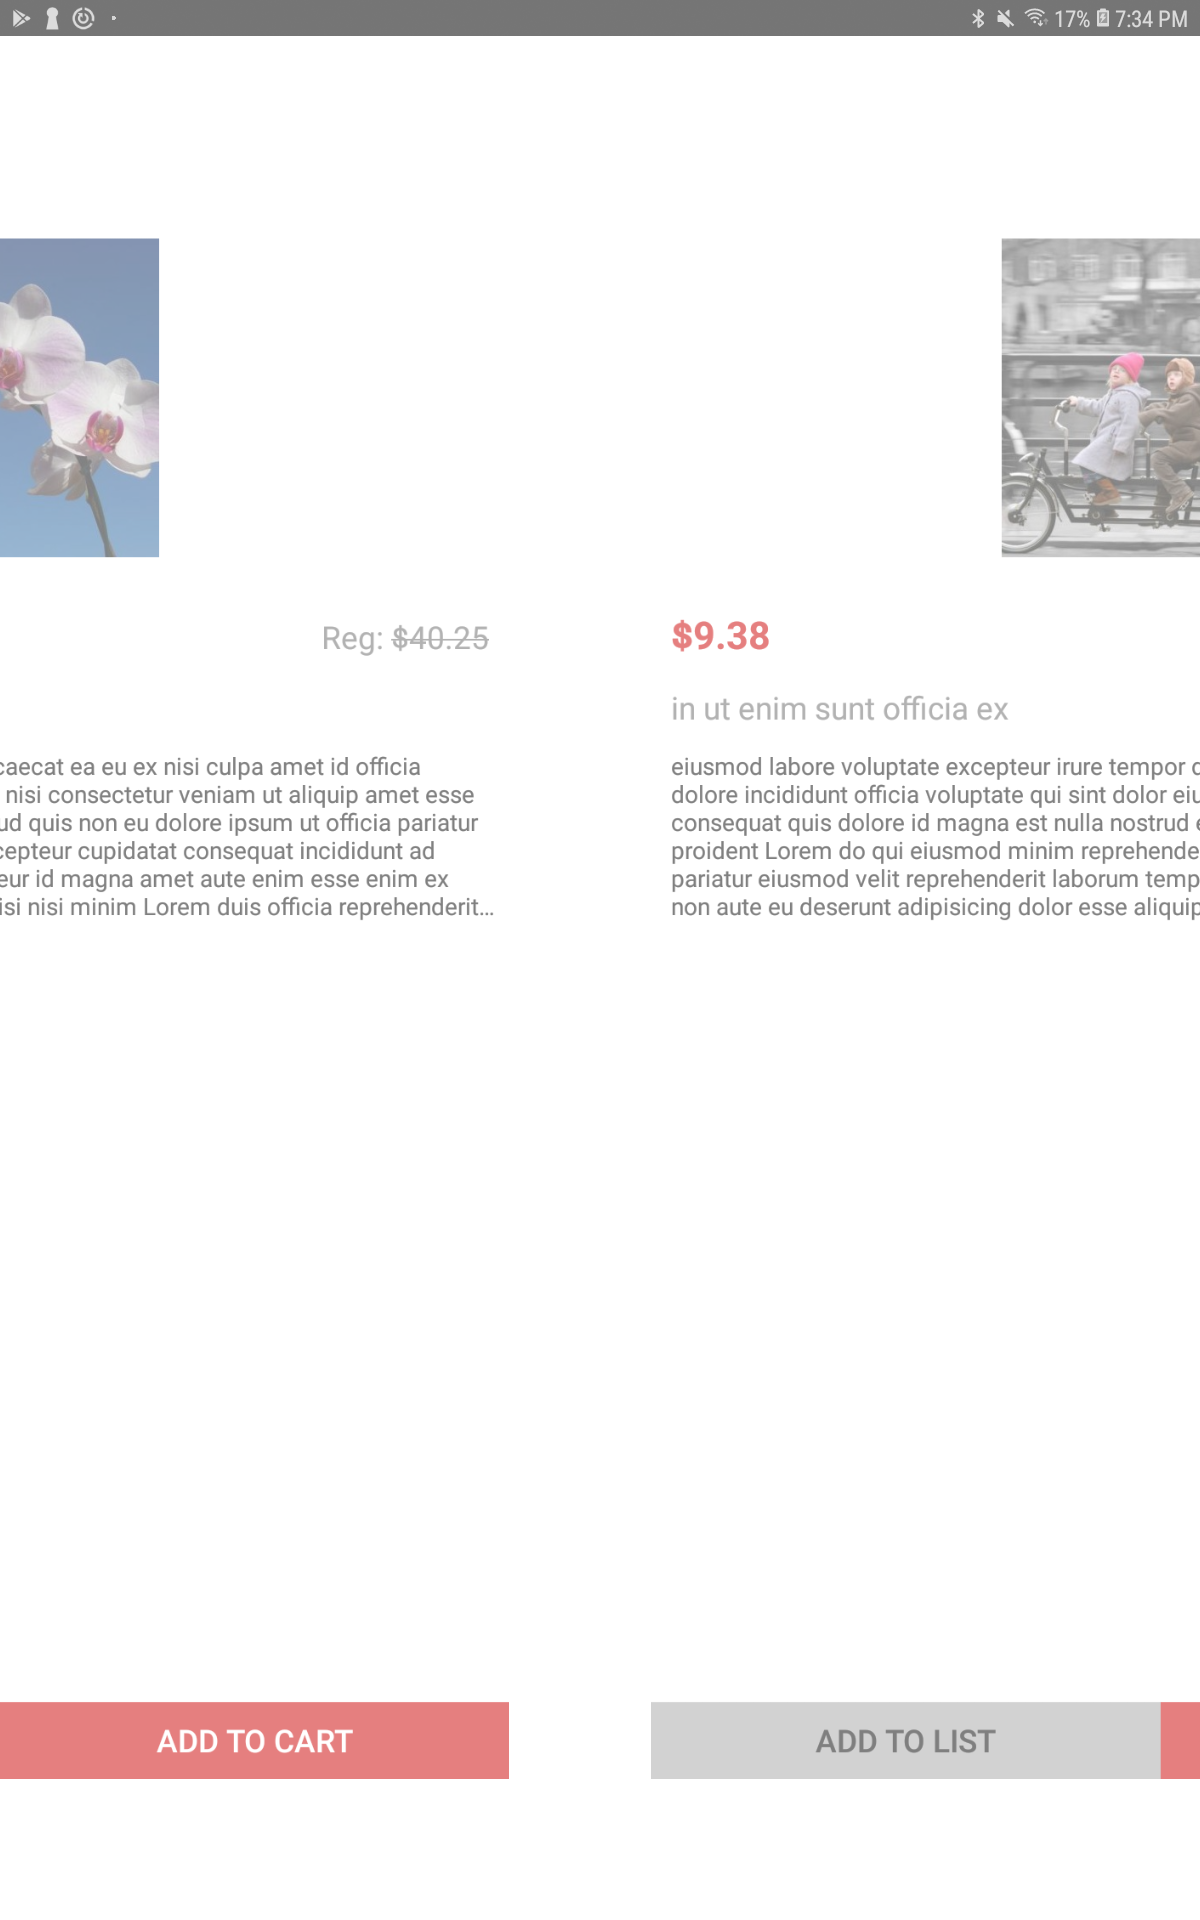 17% 7:34 PM
Reg: $40.25
caecat ea eu ex nisi culpa amet id officia
nisi consectetur veniam ut aliquip amet esse
ud quis non eu dolore ipsum ut officia pariatur
cepteur cupidatat consequat incididunt ad
eur id magna amet aute enim esse enim ex
isi nisi minim Lorem duis officia reprehenderit...
ADD TO CART
$9.38
in ut enim sunt officia ex
eiusmod labore voluptate excepteur irure tempor
dolore incididunt officia voluptate qui sint dolor eiu
consequat quis dolore id magna est nulla nostrud
proident Lorem do qui eiusmod minim reprehende
pariatur eiusmod velit reprehenderit laborum temp
non aute eu deserunt adipisicing dolor esse aliquip
ADD TO LIST